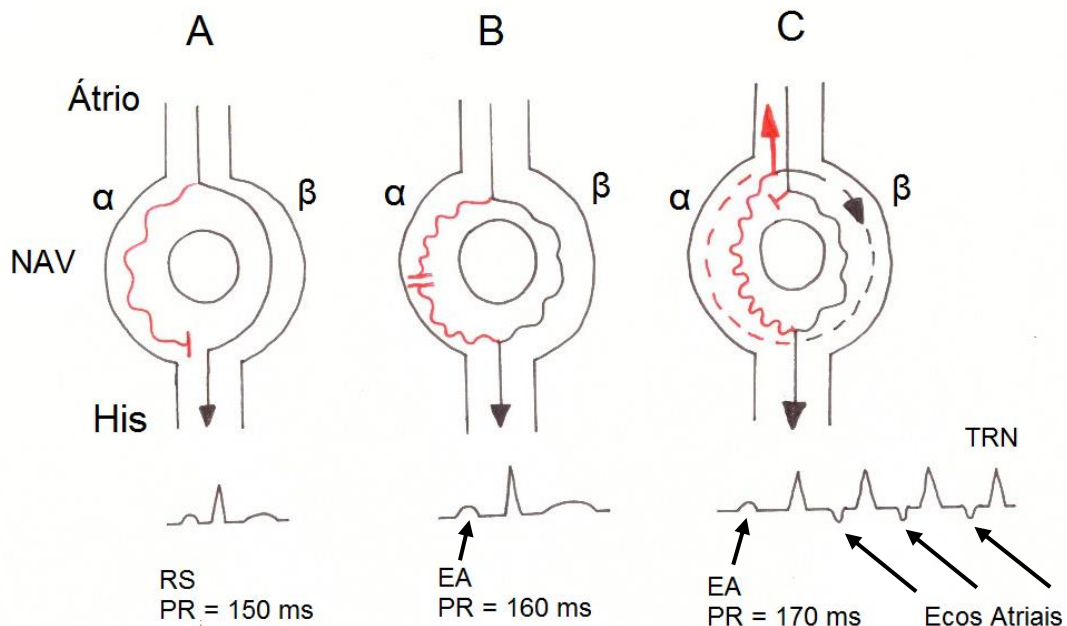 A
B
C
Átrio
α
β
α
β
α
β
NAV
His
TRN
RS
PR = 150 ms
EA
PR = 160 ms
EA
PR = 170 ms
Ecos Atriais